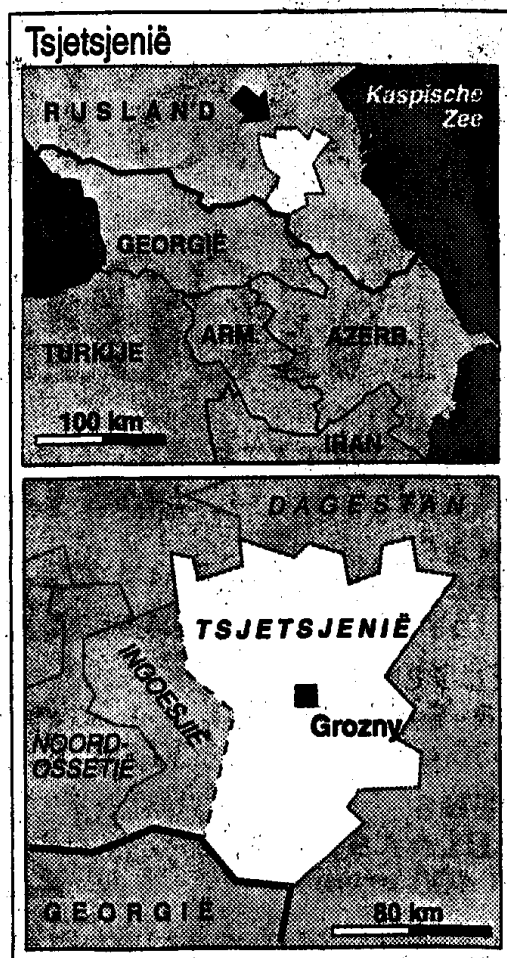 Tsjetsjenië
RUSLAND
Kaspische
Zee
GEORGIË
TURKIJE
ARM.
AZERB.
100 km
IRAN
DAGESTAN
TSJETSJENIË
INGOESJIË
Grozny
NOORD-
OSSETIË
GEORGIË
80 km